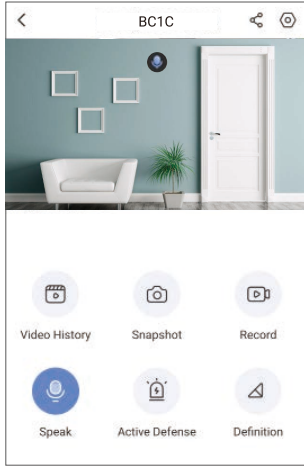 BC1C
Video History Snapshot Record
Speak Active Defense Definition